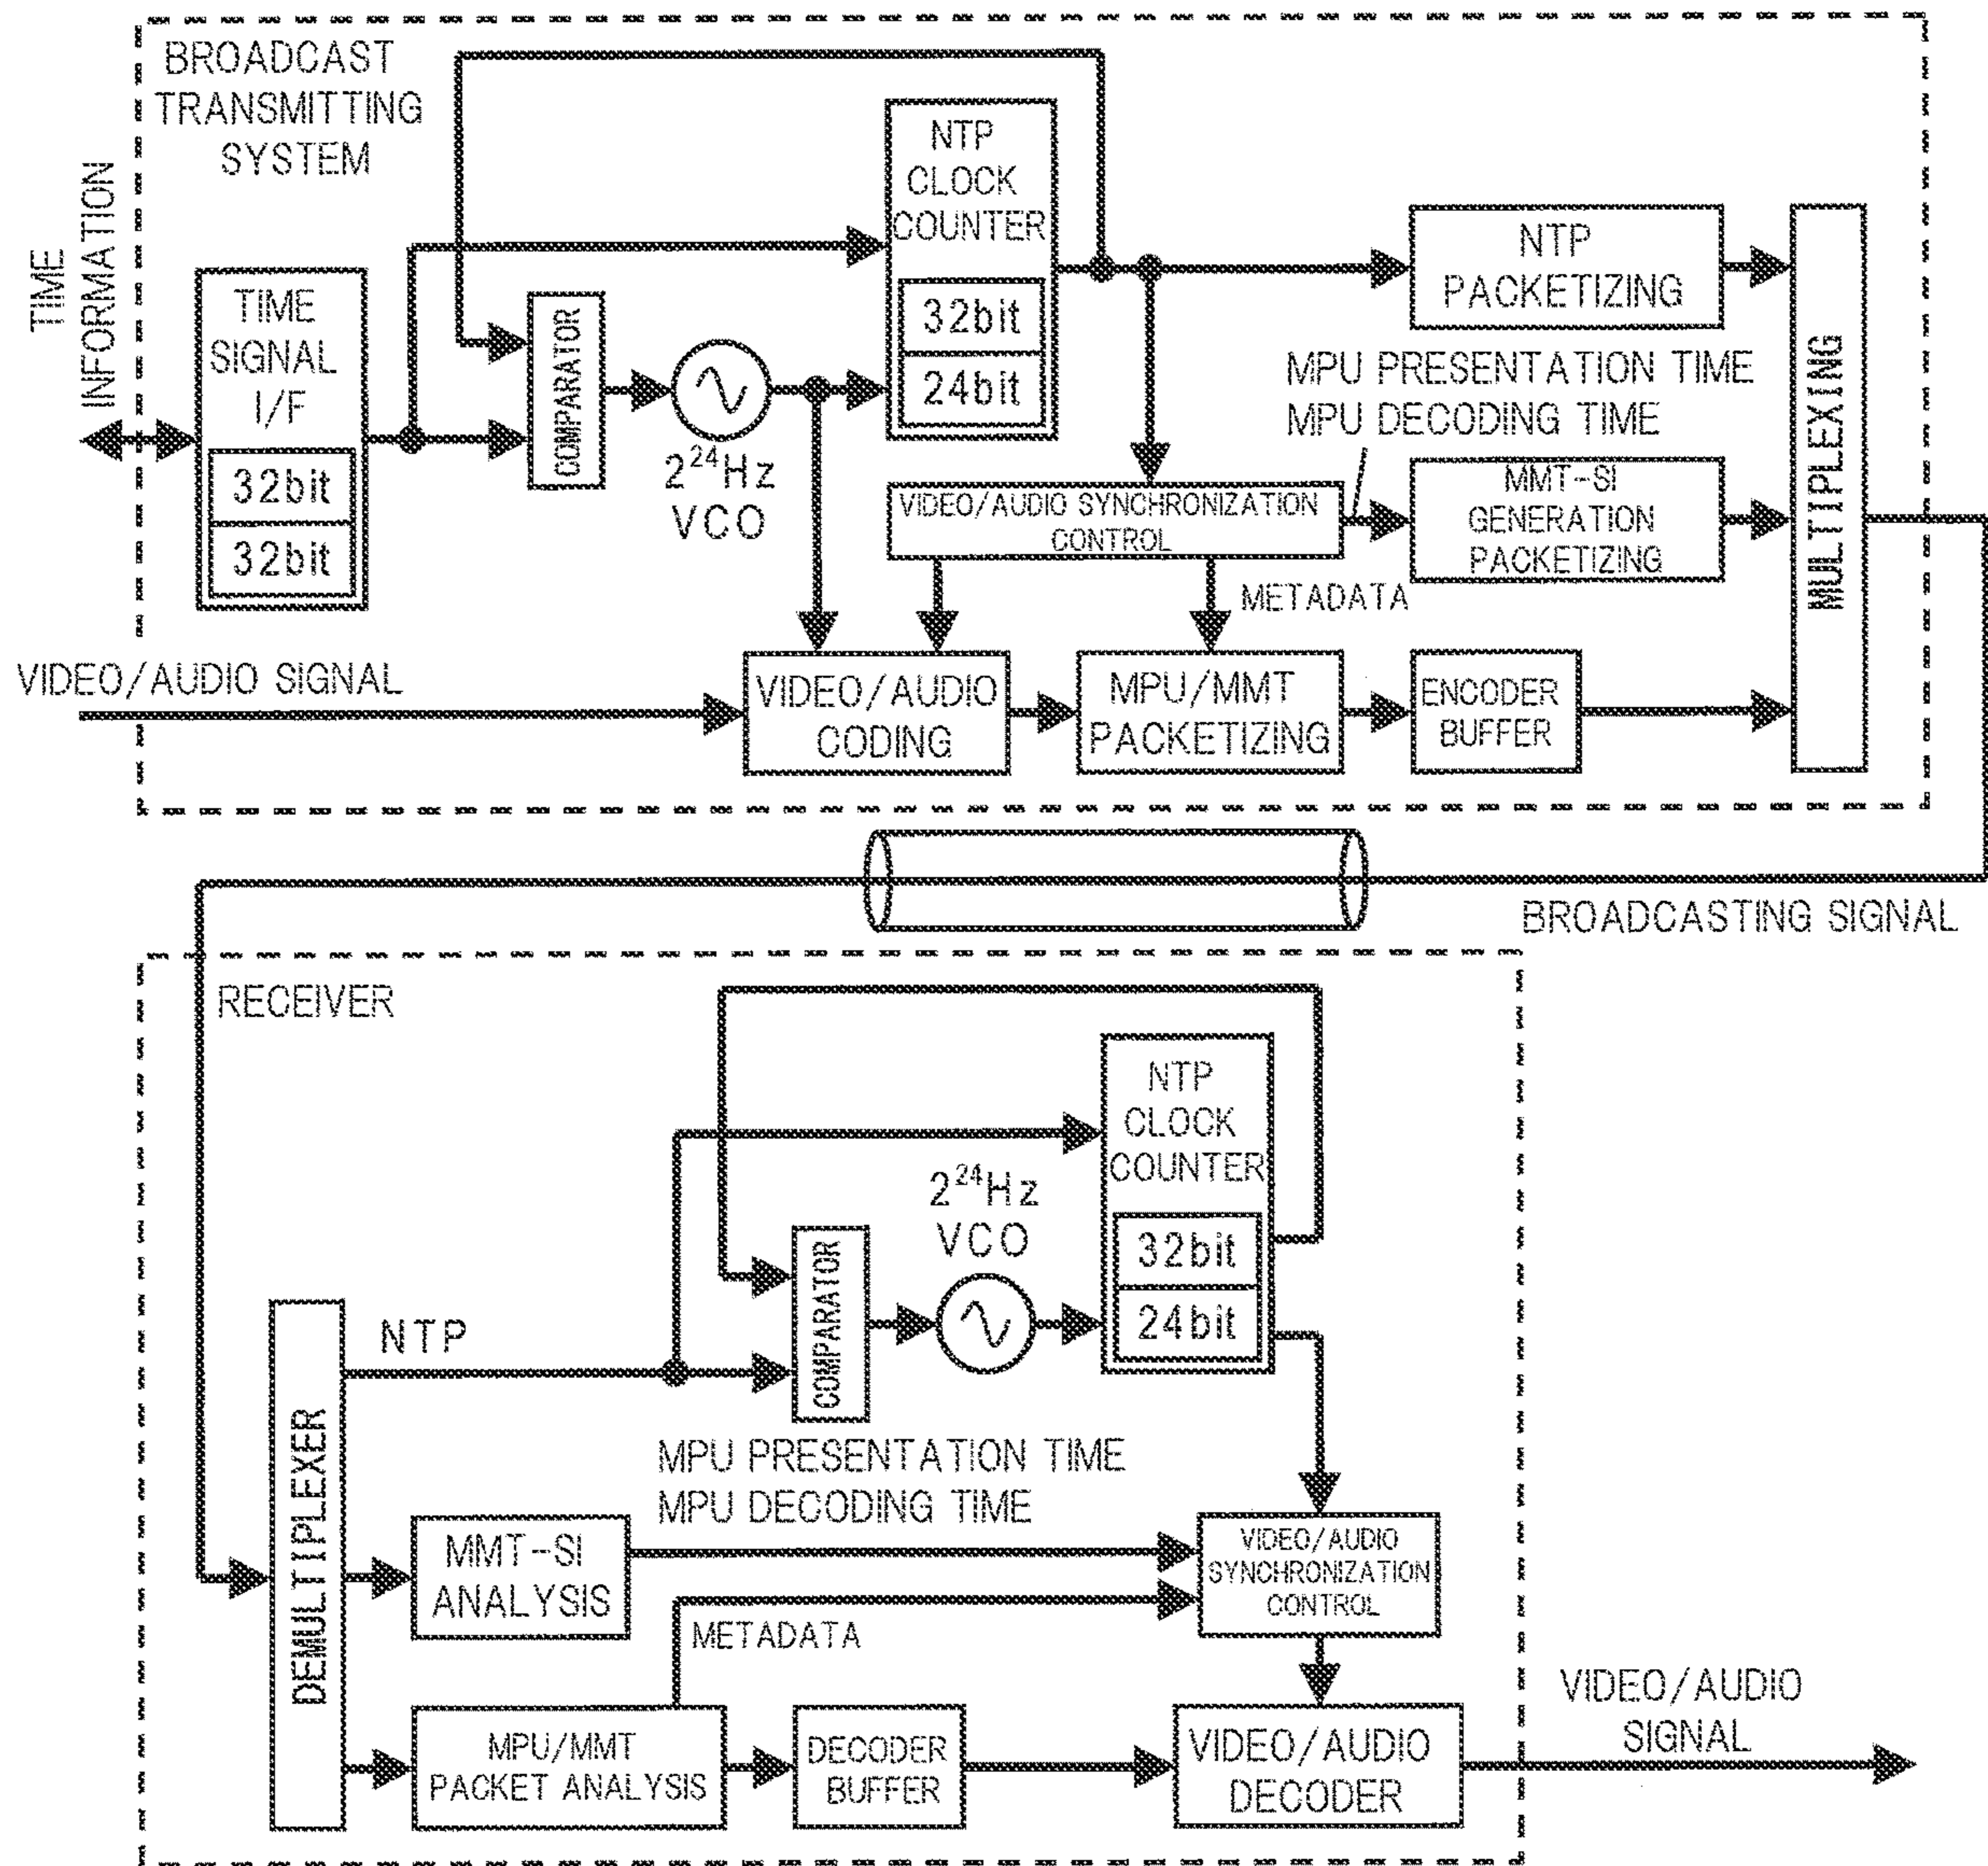 BROADCAST
TRANSMITTING
SYSTEM
TIME
INFORMATION
TIME
SIGNAL
I/F
32bit
32bit
COMPARATOR
2²⁴Hz
VCO
NTP
CLOCK
COUNTER
32bit
24bit
NTP
PACKETIZING
MPU PRESENTATION TIME
MPU DECODING TIME
VIDEO/AUDIO SYNCHRONIZATION
CONTROL
MMT-SI
GENERATION
PACKETIZING
MULTIPLEXING
METADATA
VIDEO/AUDIO SIGNAL
VIDEO/AUDIO
CODING
MPU/MMT
PACKETIZING
ENCODER
BUFFER
BROADCASTING SIGNAL
RECEIVER
NTP
CLOCK
COUNTER
32bit
24bit
2²⁴Hz
VCO
COMPARATOR
NTP
DEMULTIPLEXER
MPU PRESENTATION TIME
MPU DECODING TIME
MMT-SI
ANALYSIS
VIDEO/AUDIO
SYNCHRONIZATION
CONTROL
METADATA
MPU/MMT
PACKET ANALYSIS
DECODER
BUFFER
VIDEO/AUDIO
DECODER
VIDEO/AUDIO
SIGNAL